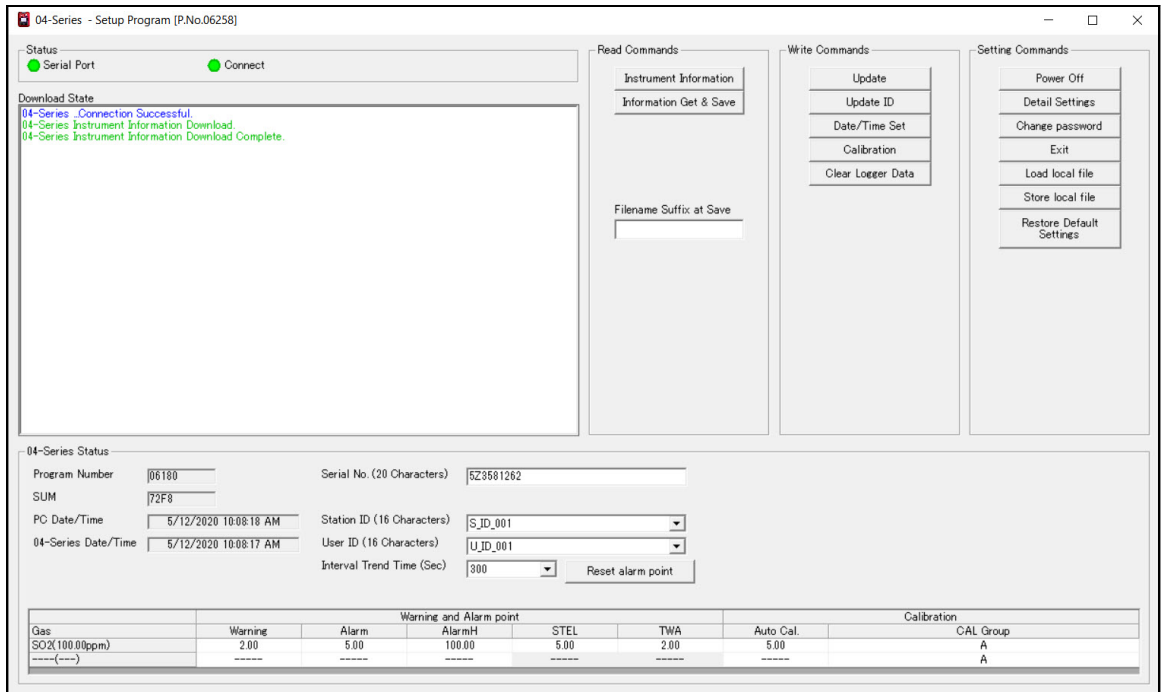 04-Series - Setup Program [P.No.06258]
Status
Serial Port
Connect
Download State
04-Series ..Connection Successful.
04-Series Instrument Information Download.
04-Series Instrument Information Download Complete.
Read Commands
Instrument Information
Information Get & Save
Filename Suffix at Save
Write Commands
Update
Update ID
Date/Time Set
Calibration
Clear Logger Data
Setting Commands
Power Off
Detail Settings
Change password
Exit
Load local file
Store local file
Restore Default
Settings
04-Series Status
Program Number 06180
SUM 72F8
PC Date/Time 5/12/2020 10:08:18 AM
04-Series Date/Time 5/12/2020 10:08:17 AM
Serial No. (20 Characters) 5Z3581262
Station ID (16 Characters) S_ID_001
User ID (16 Characters) U_ID_001
Interval Trend Time (Sec) 300 Reset alarm point
Warning and Alarm point Calibration
Gas Warning Alarm AlarmH STEL TWA Auto Cal. CAL Group
SO2(100.00ppm) 2.00 5.00 100.00 5.00 2.00 5.00 A
----(---) ----- ----- ----- ----- ----- ----- A